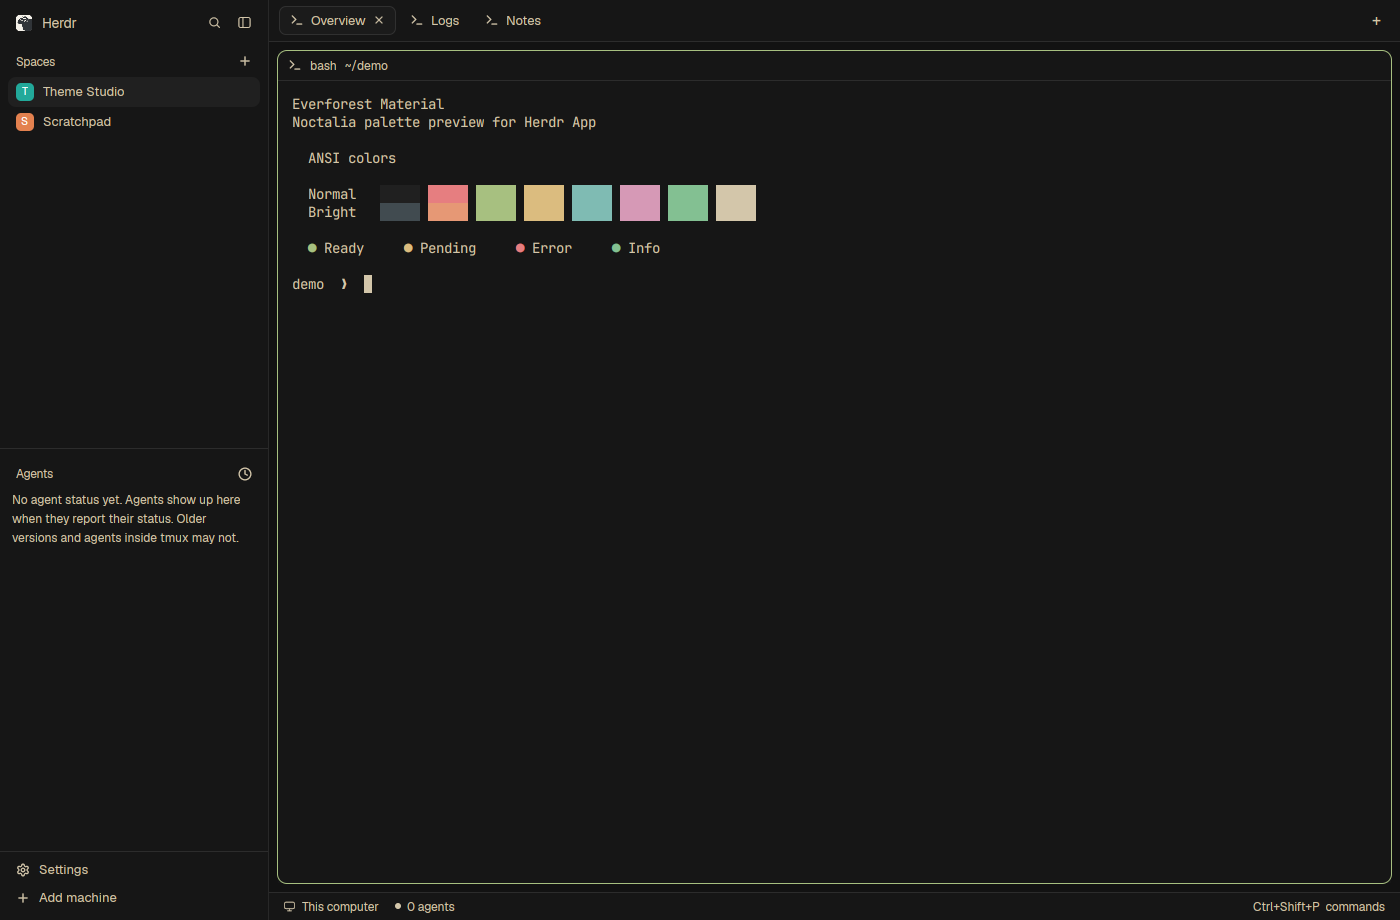 Herdr
Spaces
T Theme Studio
S Scratchpad
Agents
No agent status yet. Agents show up here
when they report their status. Older
versions and agents inside tmux may not.
Settings
Add machine
Overview
Logs
Notes
bash ~/demo
Everforest Material
Noctalia palette preview for Herdr App
ANSI colors
Normal
Bright
Ready Pending Error Info
demo ❯
This computer 0 agents
Ctrl+Shift+P commands